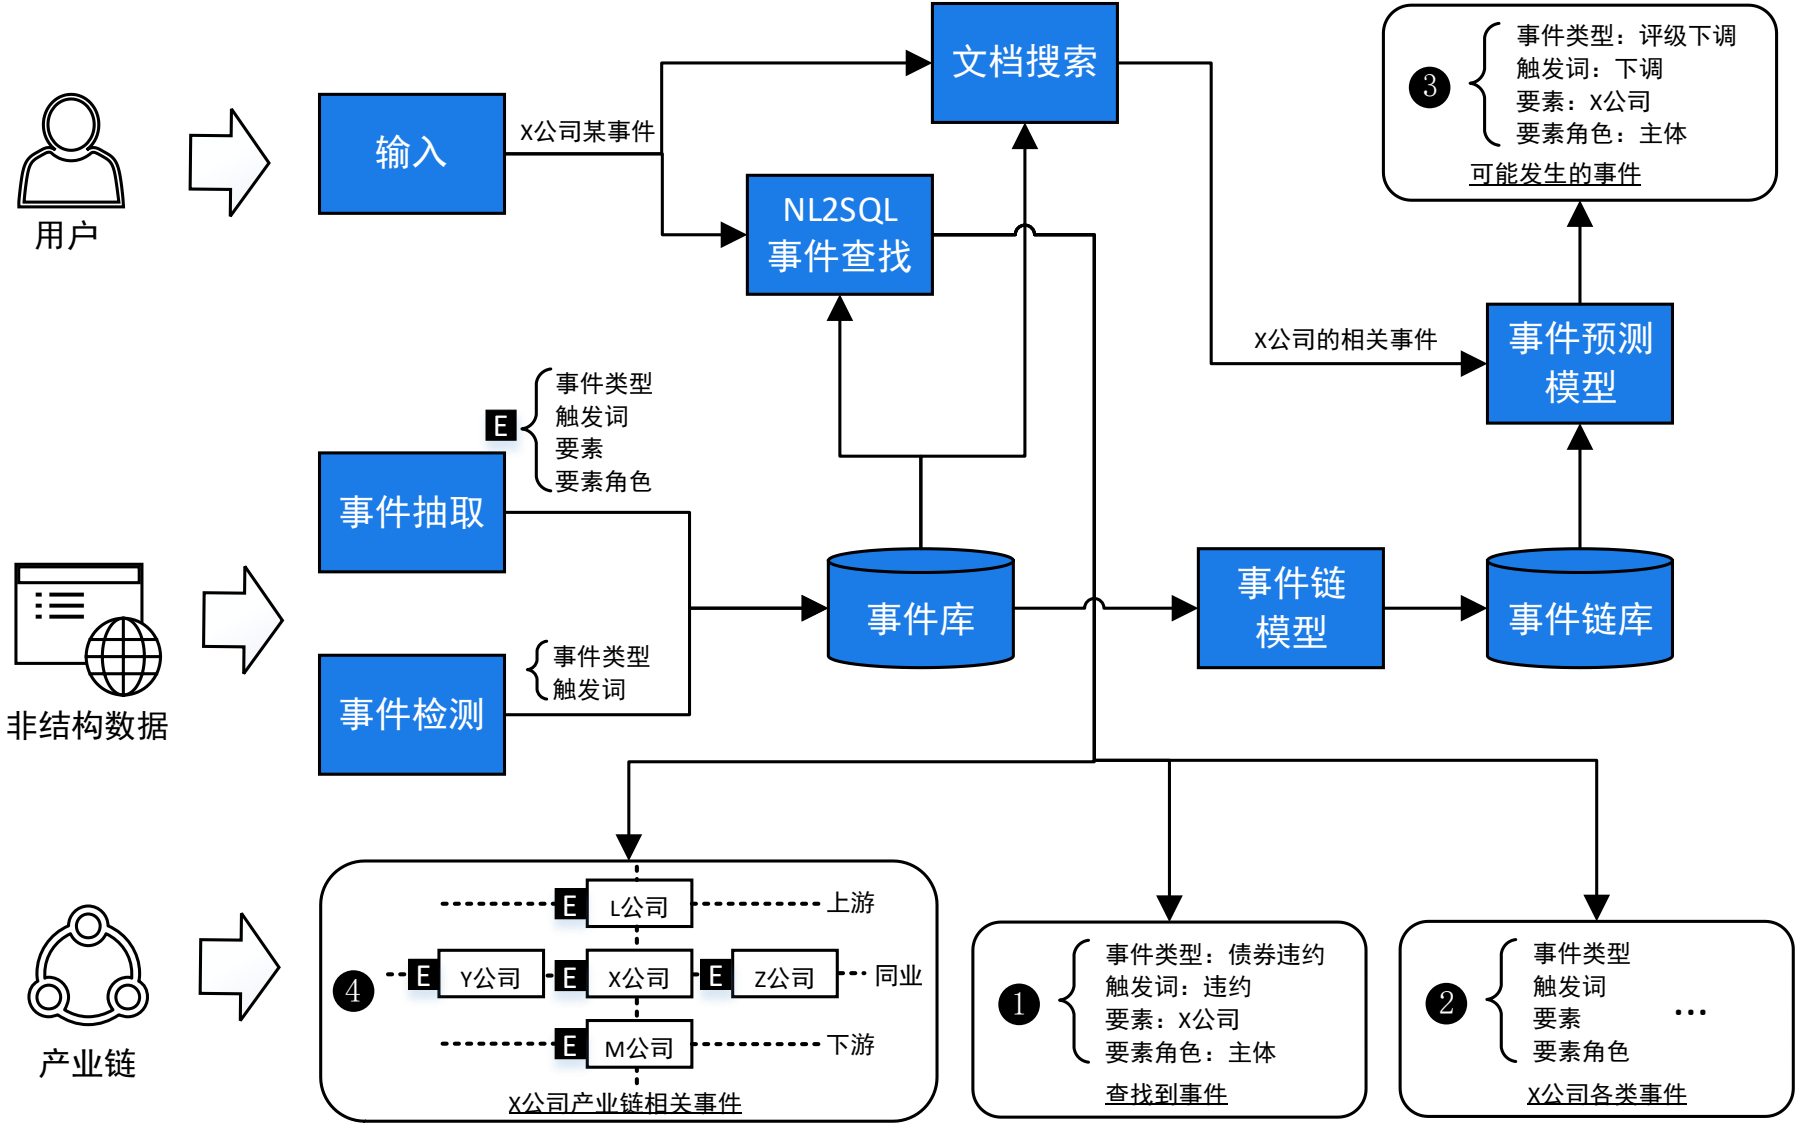 文档搜索
事件类型：评级下调
触发词：下调
要素：X公司
要素角色：主体
3
可能发生的事件
输入
X公司某事件
用户
NL2SQL
事件查找
X公司的相关事件
事件预测
模型
E
事件类型
触发词
要素
要素角色
事件抽取
事件库
事件链
模型
事件链库
事件类型
触发词
事件检测
非结构数据
E
L公司
上游
4
E
Y公司
E
X公司
E
Z公司
同业
E
M公司
下游
X公司产业链相关事件
产业链
1
事件类型：债券违约
触发词：违约
要素：X公司
要素角色：主体
查找到事件
2
事件类型
触发词
要素
要素角色
...
X公司各类事件